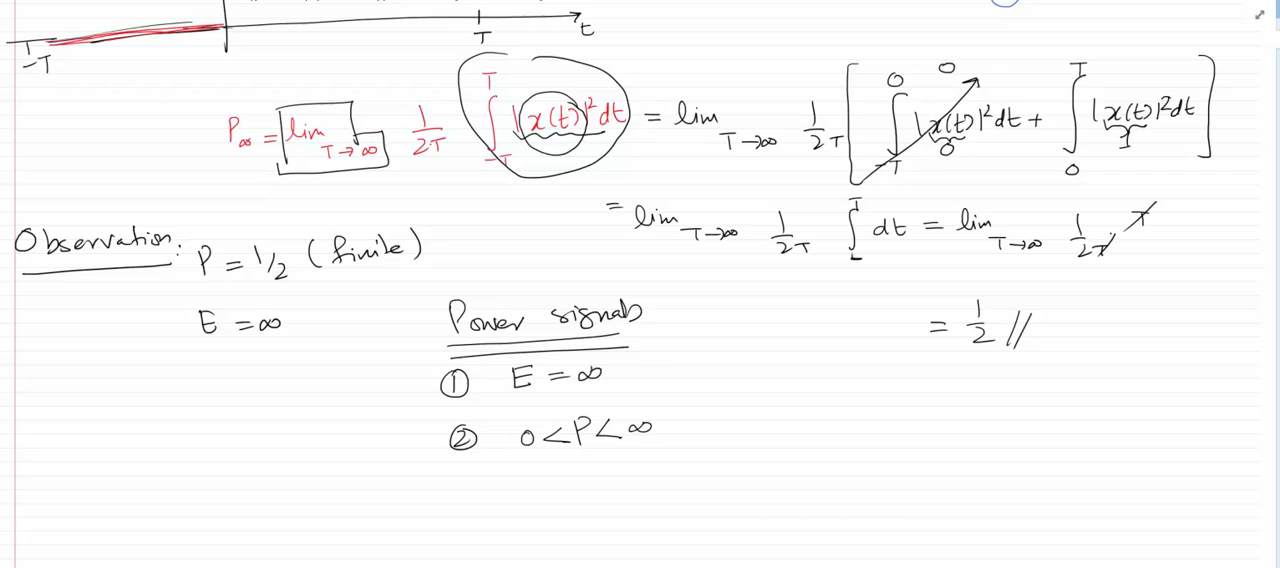 -T T t
P∞ = lim T→∞ 1/2T ∫_{-T}^{T} |x(t)|² dt = lim T→∞ 1/2T [ ∫_{-T}^{0} |x(t)|² dt + ∫_{0}^{T} |x(t)|² dt ]
0 0 1
= lim T→∞ 1/2T ∫^{T} dt = lim T→∞ 1/2T T
Observation: P = 1/2 (finite)
E = ∞ Power signals = 1/2 //
① E = ∞
② 0 < P < ∞